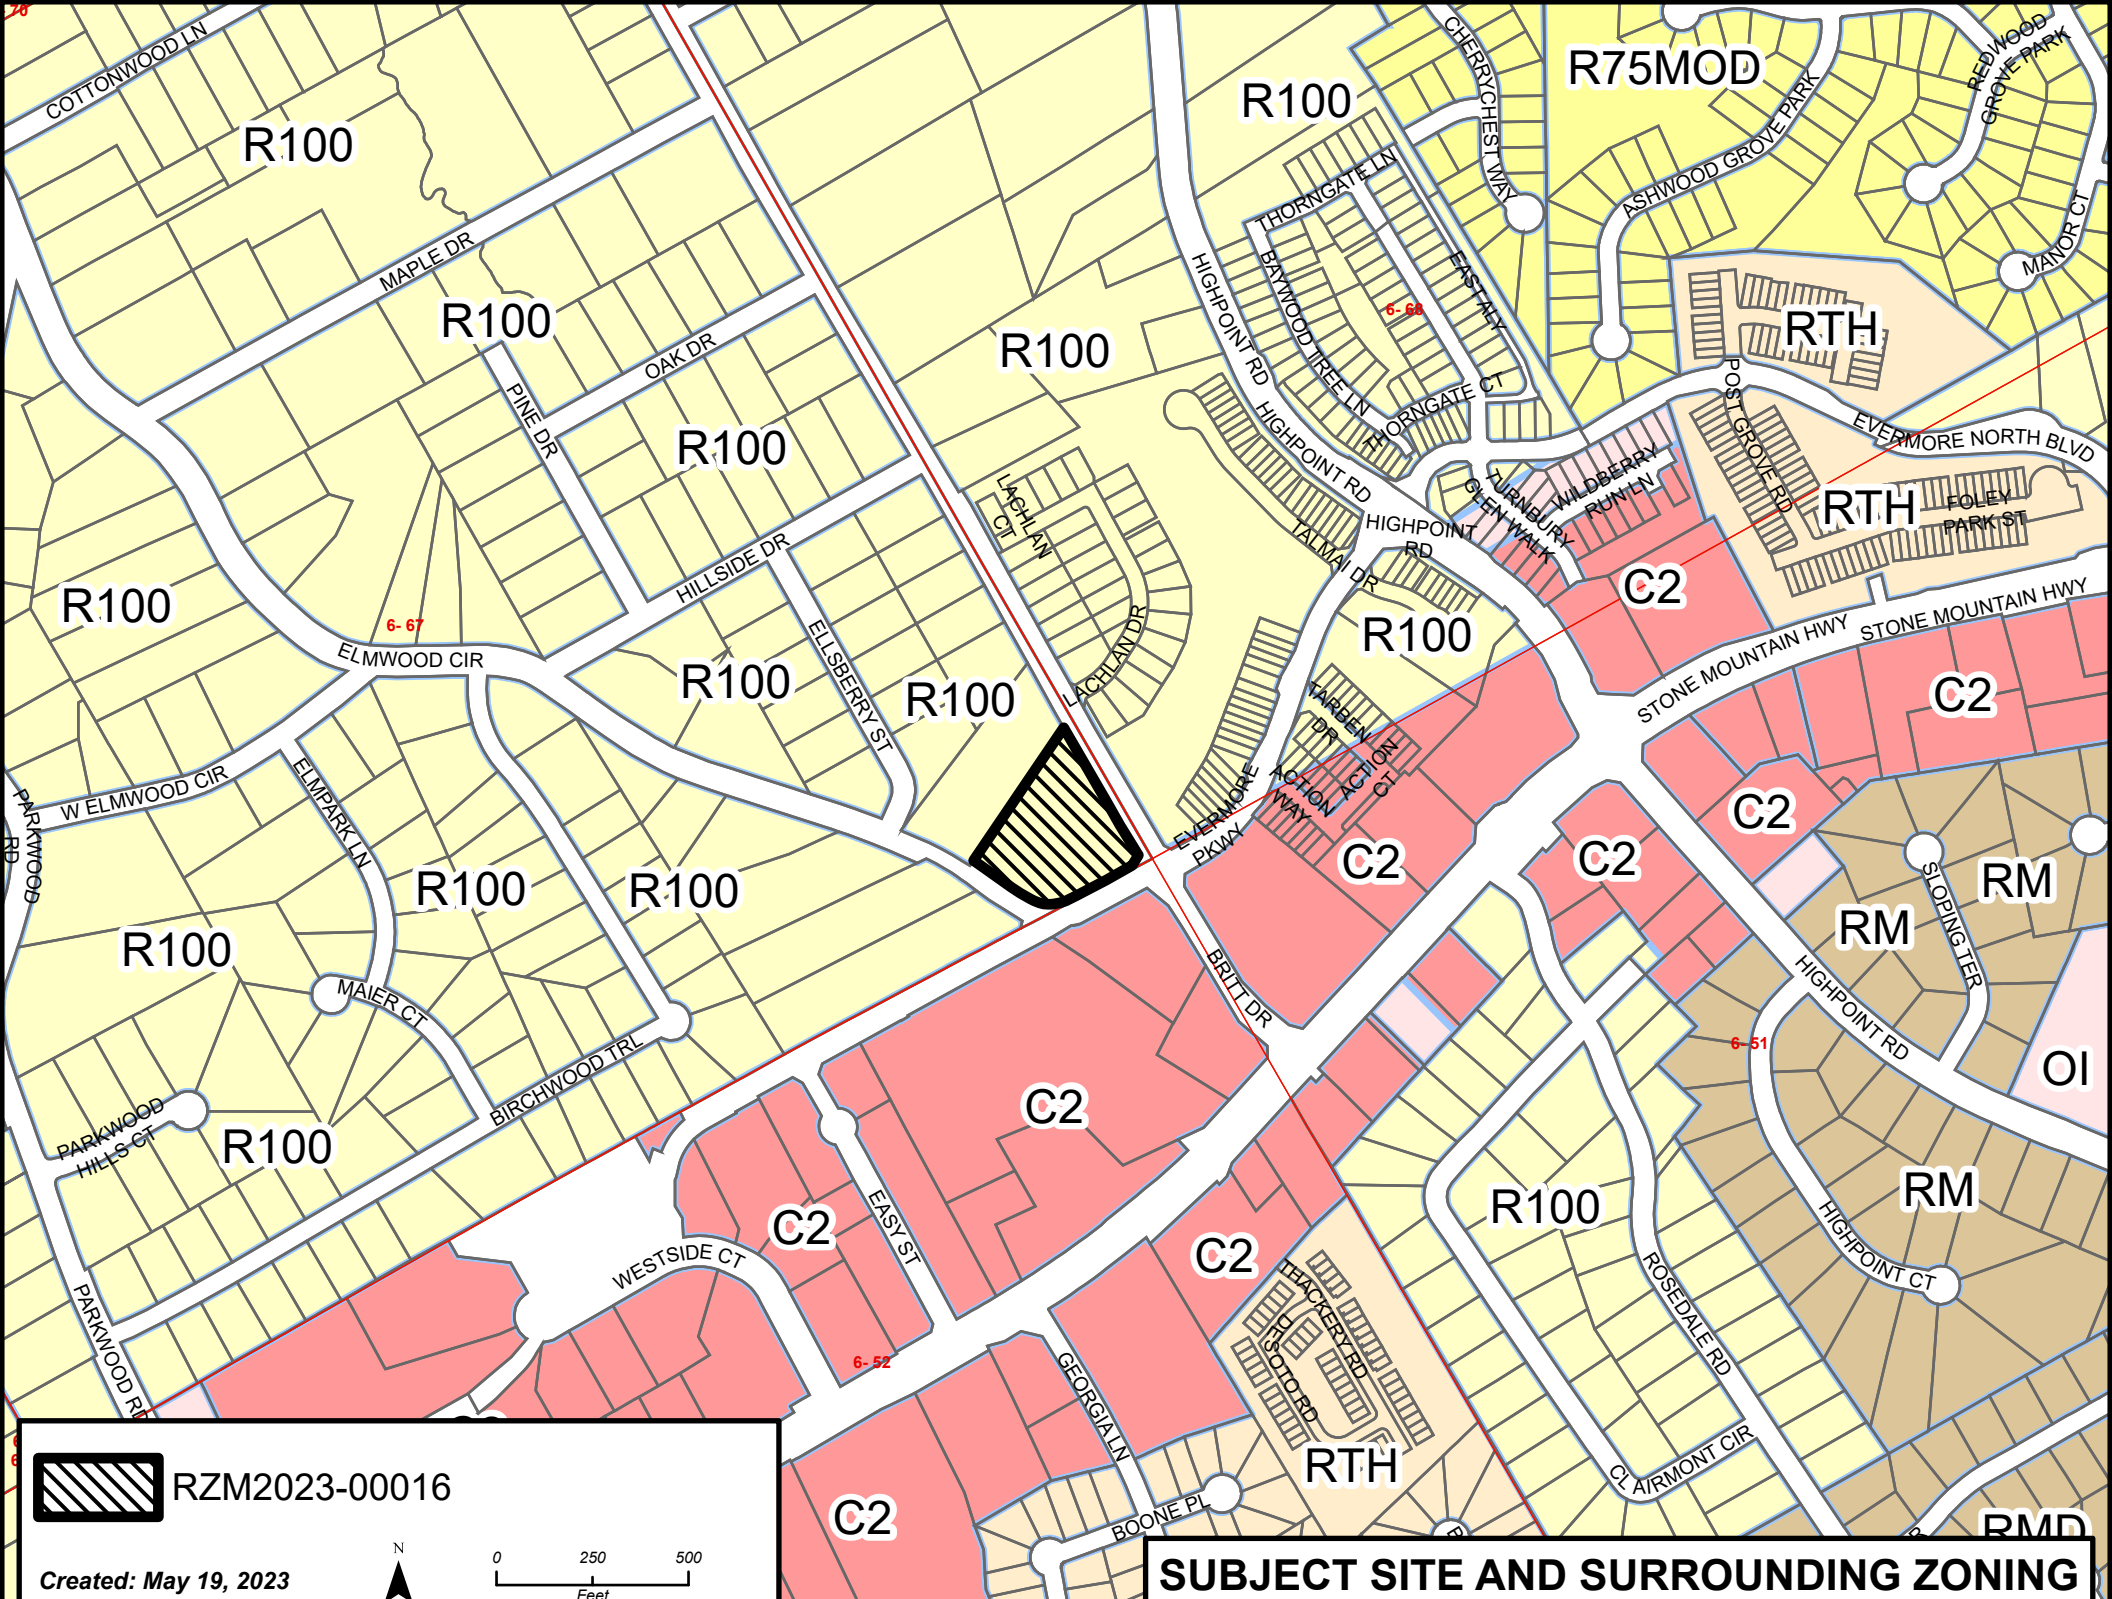 70
COTTONWOOD LN
R100
MAPLE DR
R100
OAK DR
PINE DR
R100
HILLSIDE DR
R100
6- 67
ELMWOOD CIR
W ELMWOOD CIR
PARKWOOD
RD
ELMPARK LN
R100
ELLSBERRY ST
R100
R100
R100
R100
MAIER CT
BIRCHWOOD TRL
PARKWOOD
HILLS CT
R100
PARKWOOD RD
R100
LACHLAN
CT
LACHLAN DR
R100
CHERRYCHEST WAY
R75MOD
REDWOOD
GROVE PARK
ASHWOOD GROVE PARK
MANOR CT
THORNGATE LN
BAYWOOD TREE LN
EAST ALY
6- 68
THORNGATE CT
HIGHPOINT RD
HIGHPOINT RD
HIGHPOINT
RD
TALMAI DR
R100
RTH
POST GROVE RD
EVERMORE NORTH BLVD
WILDBERRY
RUN LN
TURNBURY
GLEN WALK
RTH
FOLEY
PARK ST
C2
STONE MOUNTAIN HWY
STONE MOUNTAIN HWY
C2
TARBEN
DR
ACTION
CT
ACTION
WAY
EVERMORE
PKWY
C2
C2
C2
RM
RM
SLOPING TER
HIGHPOINT RD
6- 51
OI
BRITT DR
C2
C2
EASY ST
WESTSIDE CT
C2
6- 52
R100
RM
HIGHPOINT CT
ROSEDALE RD
THACKERY RD
DESOTO RD
GEORGIA LN
RTH
CLAIRMONT CIR
C2
BOONE PL
RMD
RZM2023-00016
Created: May 19, 2023
N
0 250 500
Feet
SUBJECT SITE AND SURROUNDING ZONING